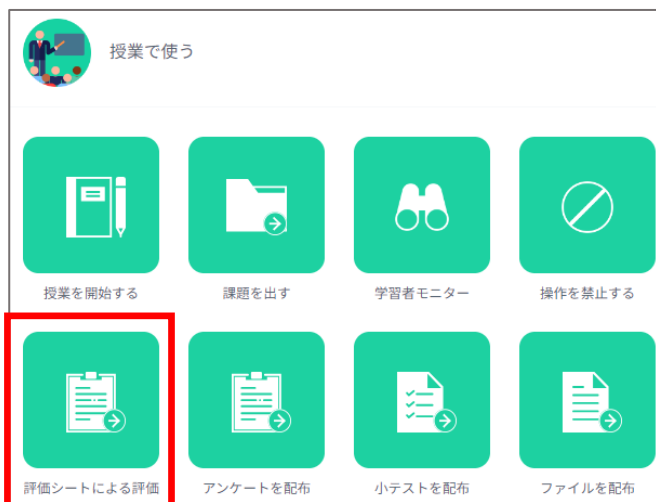 授業で使う
授業を開始する
課題を出す
学習者モニター
操作を禁止する
評価シートによる評価
アンケートを配布
小テストを配布
ファイルを配布